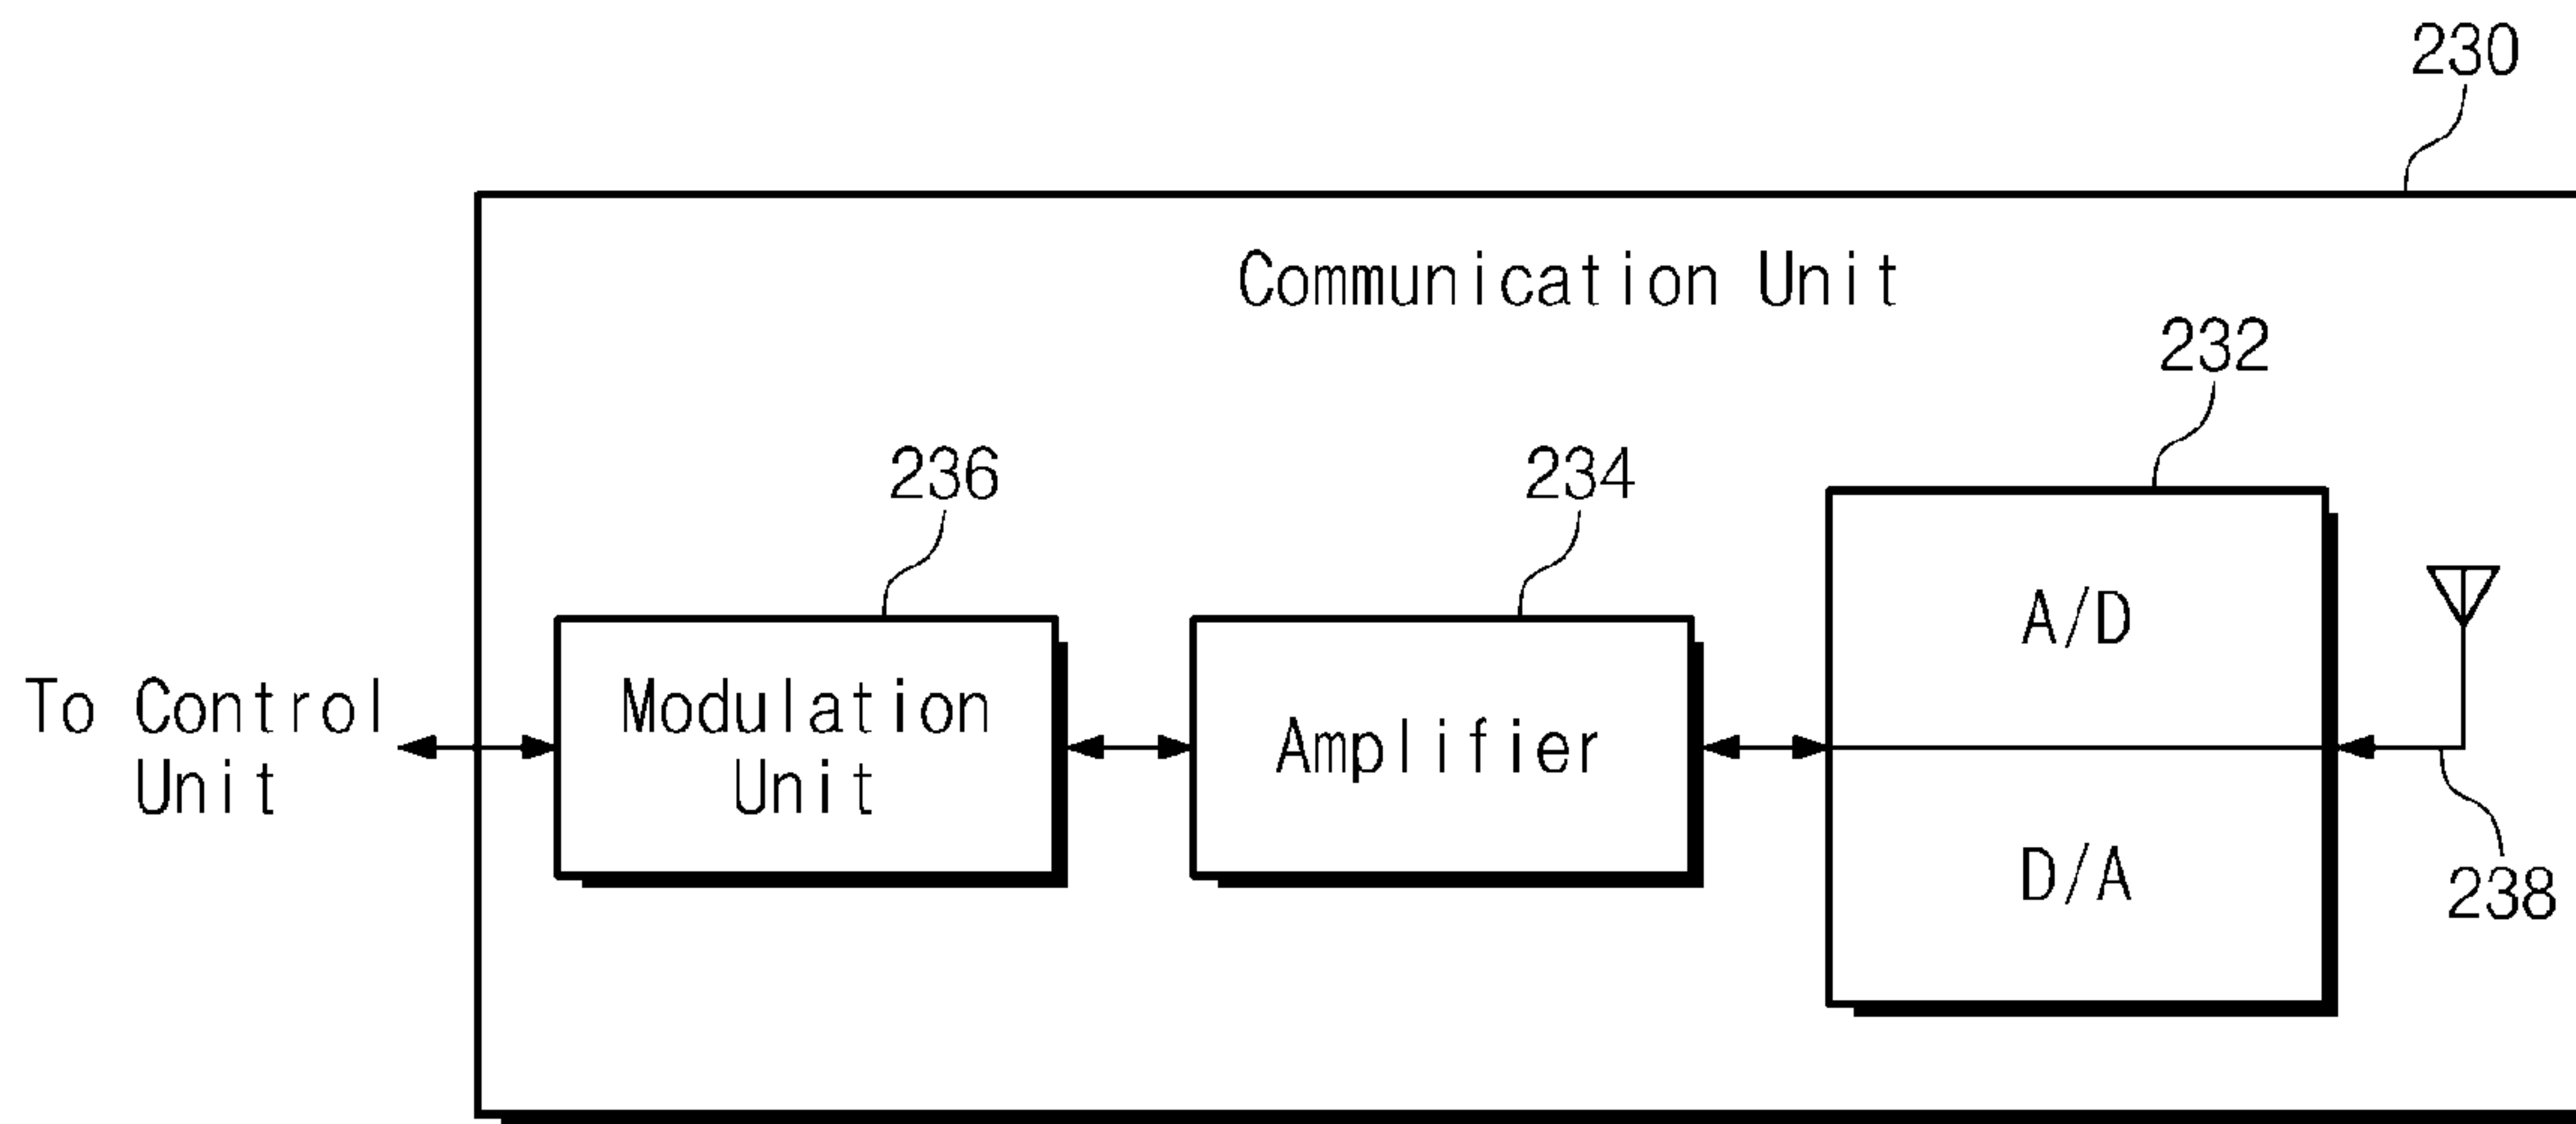 230
Communication Unit
232
236
234
A/D
To Control
Unit
Modulation
Unit
Amplifier
D/A
238